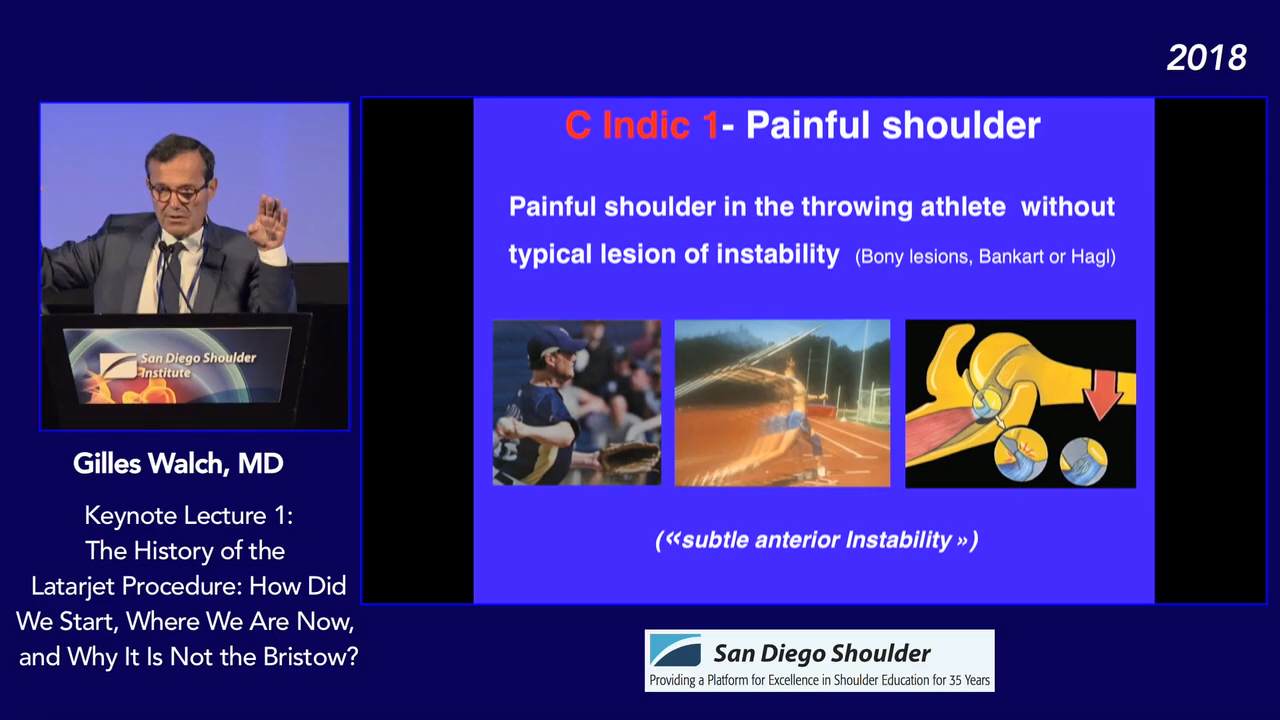 2018
C Indic 1- Painful shoulder
Painful shoulder in the throwing athlete without
typical lesion of instability (Bony lesions, Bankart or Hagl)
(«subtle anterior Instability »)
San Diego Shoulder
Institute
Gilles Walch, MD
Keynote Lecture 1:
The History of the
Latarjet Procedure: How Did
We Start, Where We Are Now,
and Why It Is Not the Bristow?
San Diego Shoulder
Providing a Platform for Excellence in Shoulder Education for 35 Years